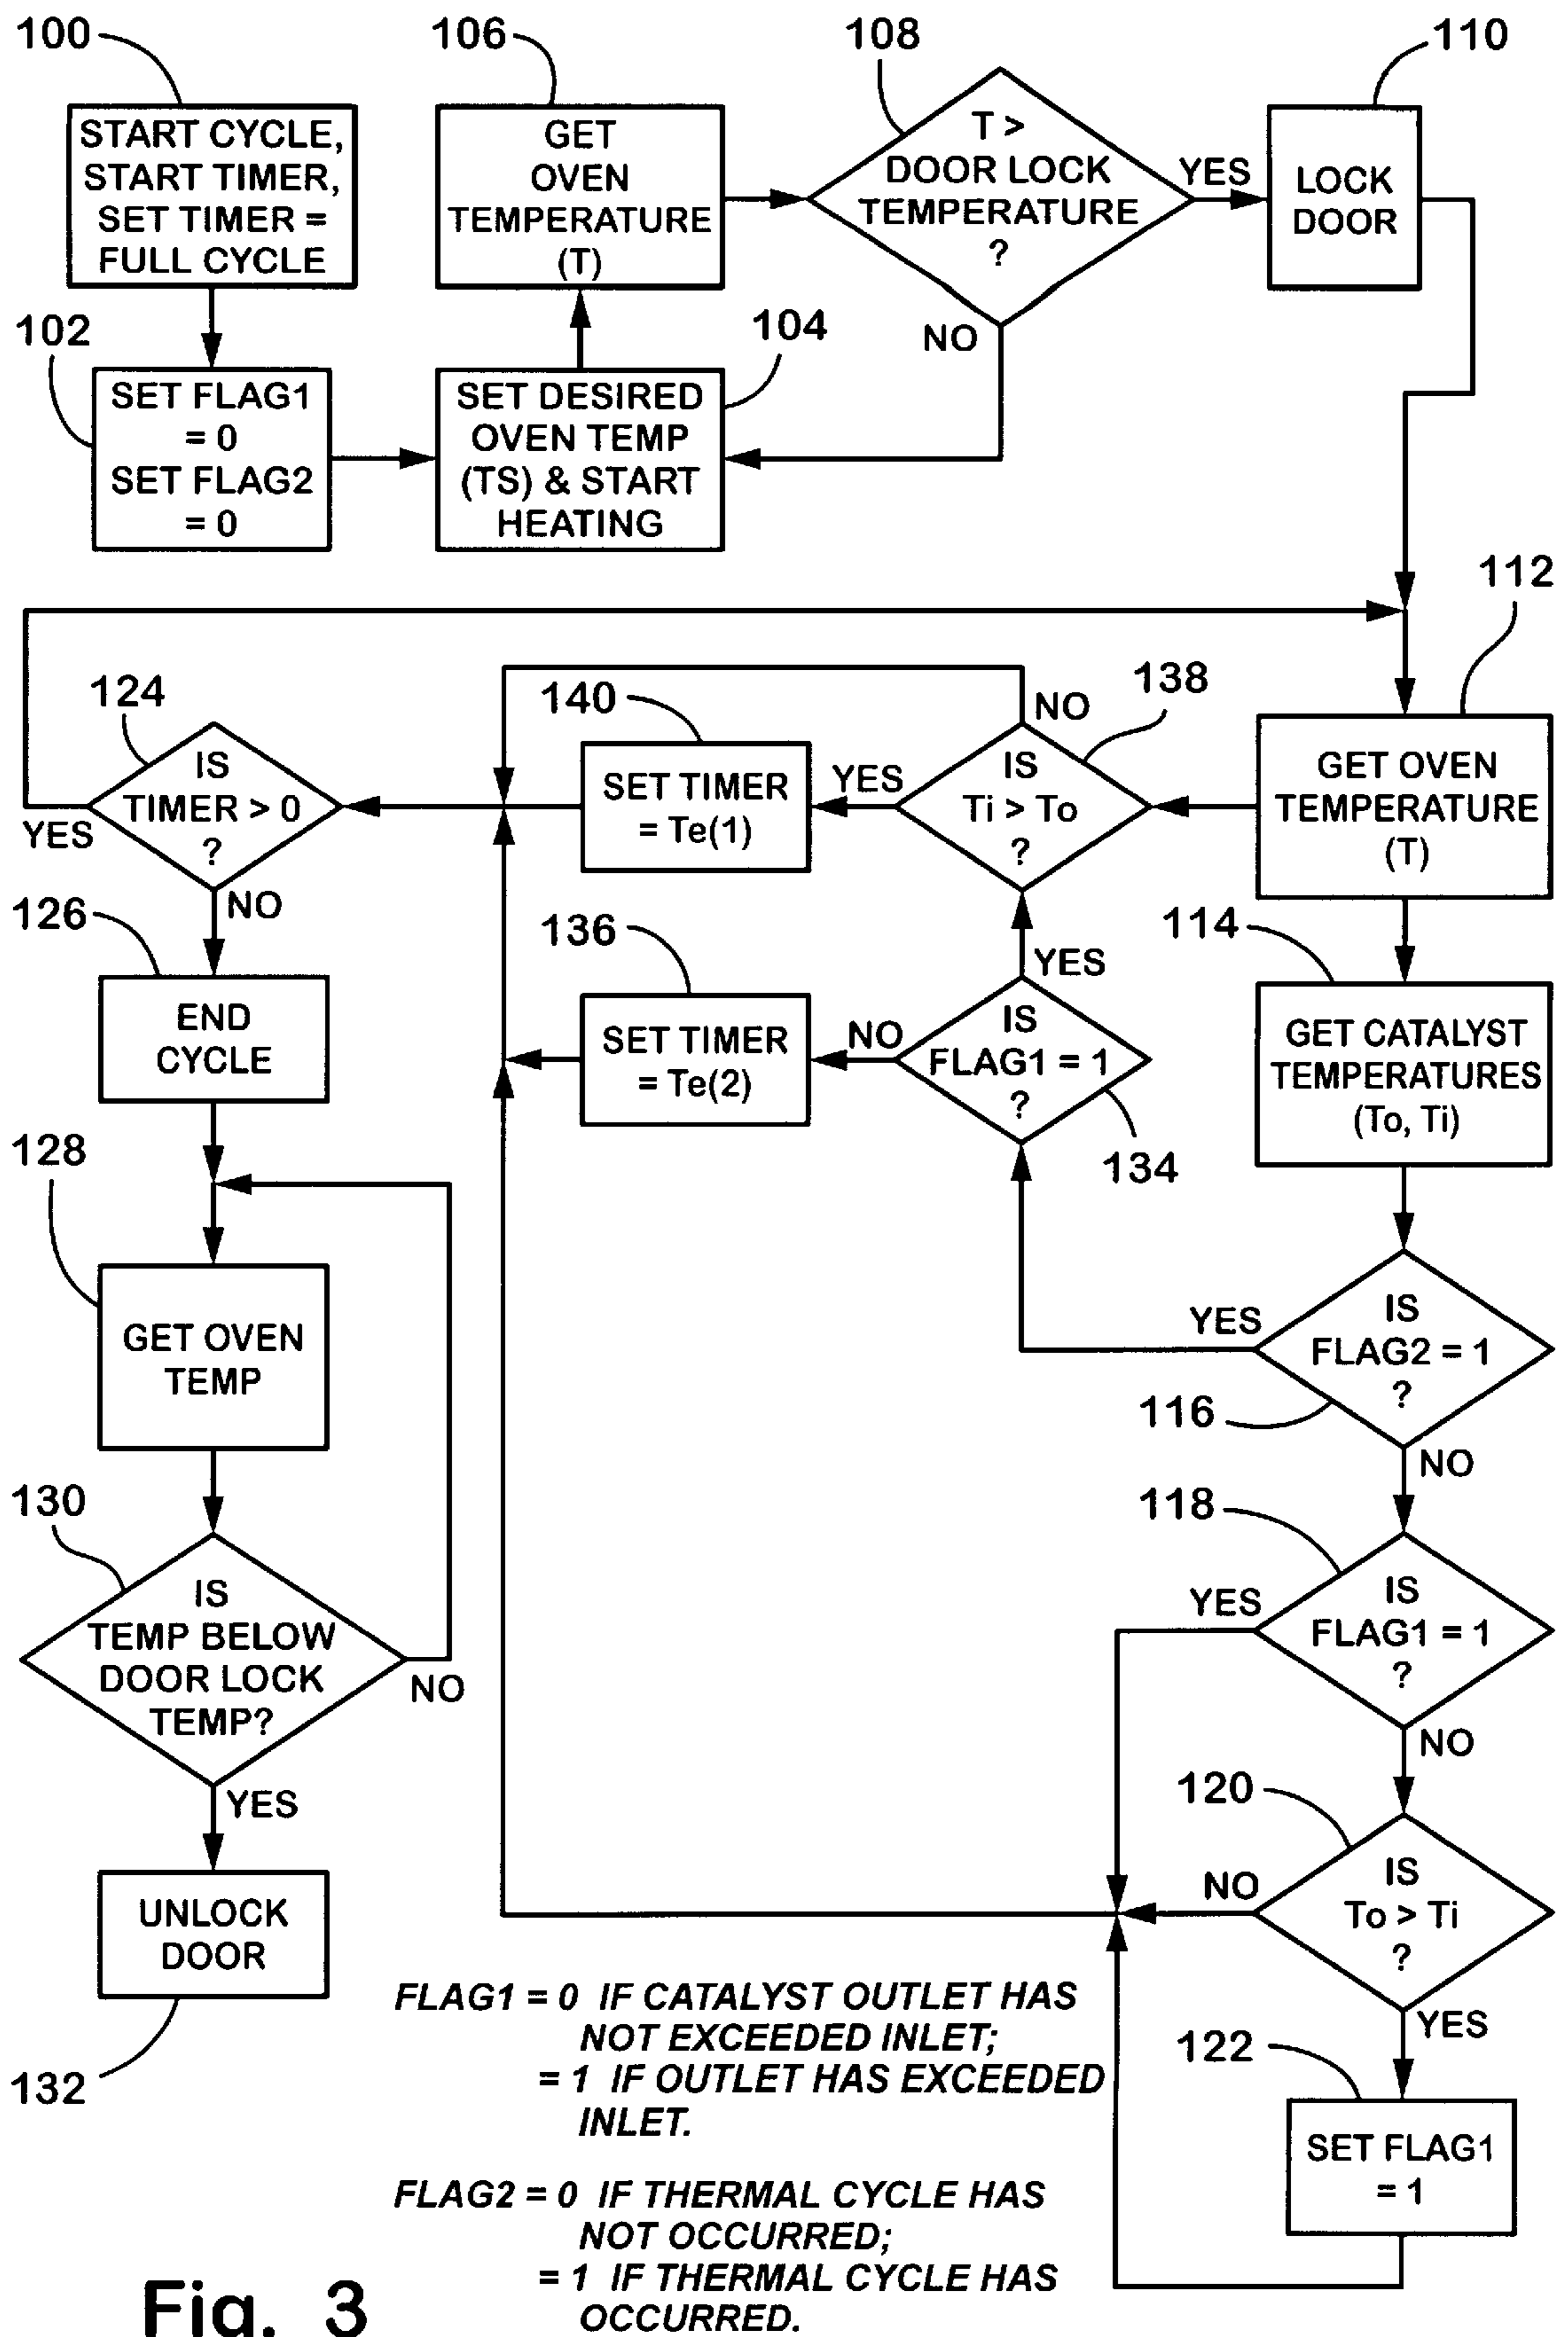 100
106
108
110
START CYCLE,
START TIMER,
SET TIMER =
FULL CYCLE
GET
OVEN
TEMPERATURE
(T)
T >
DOOR LOCK
TEMPERATURE
?
YES
LOCK
DOOR
NO
102
104
SET FLAG1
= 0
SET FLAG2
= 0
SET DESIRED
OVEN TEMP
(TS) & START
HEATING
112
124
140
138
NO
IS
TIMER > 0
?
YES
SET TIMER
= Te(1)
YES
IS
Ti > To
?
GET OVEN
TEMPERATURE
(T)
NO
126
136
YES
114
END
CYCLE
SET TIMER
= Te(2)
NO
IS
FLAG1 = 1
?
134
GET CATALYST
TEMPERATURES
(To, Ti)
128
GET OVEN
TEMP
YES
IS
FLAG2 = 1
?
116
NO
130
118
IS
TEMP BELOW
DOOR LOCK
TEMP?
NO
YES
IS
FLAG1 = 1
?
NO
YES
120
UNLOCK
DOOR
NO
IS
To > Ti
?
YES
132
122
SET FLAG1
= 1
FLAG1 = 0 IF CATALYST OUTLET HAS
NOT EXCEEDED INLET;
= 1 IF OUTLET HAS EXCEEDED
INLET.
FLAG2 = 0 IF THERMAL CYCLE HAS
NOT OCCURRED;
= 1 IF THERMAL CYCLE HAS
OCCURRED.
Fig. 3